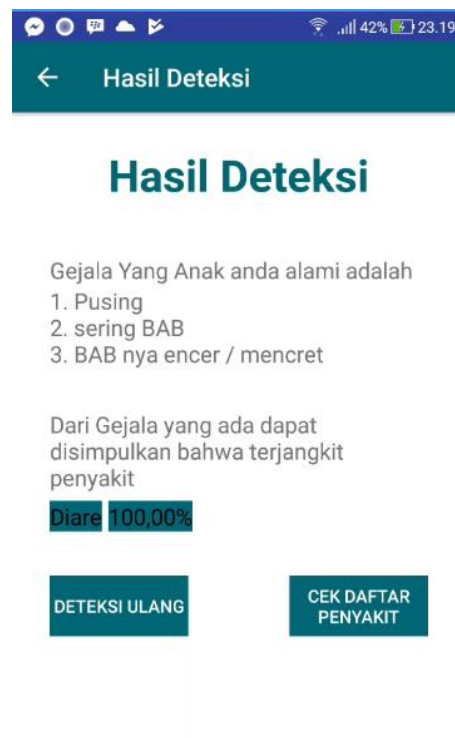 42% 23.19
Hasil Deteksi
Hasil Deteksi
Gejala Yang Anak anda alami adalah
1. Pusing
2. sering BAB
3. BAB nya encer / mencret
Dari Gejala yang ada dapat
disimpulkan bahwa terjangkit
penyakit
Diare 100,00%
DETEKSI ULANG
CEK DAFTAR
PENYAKIT